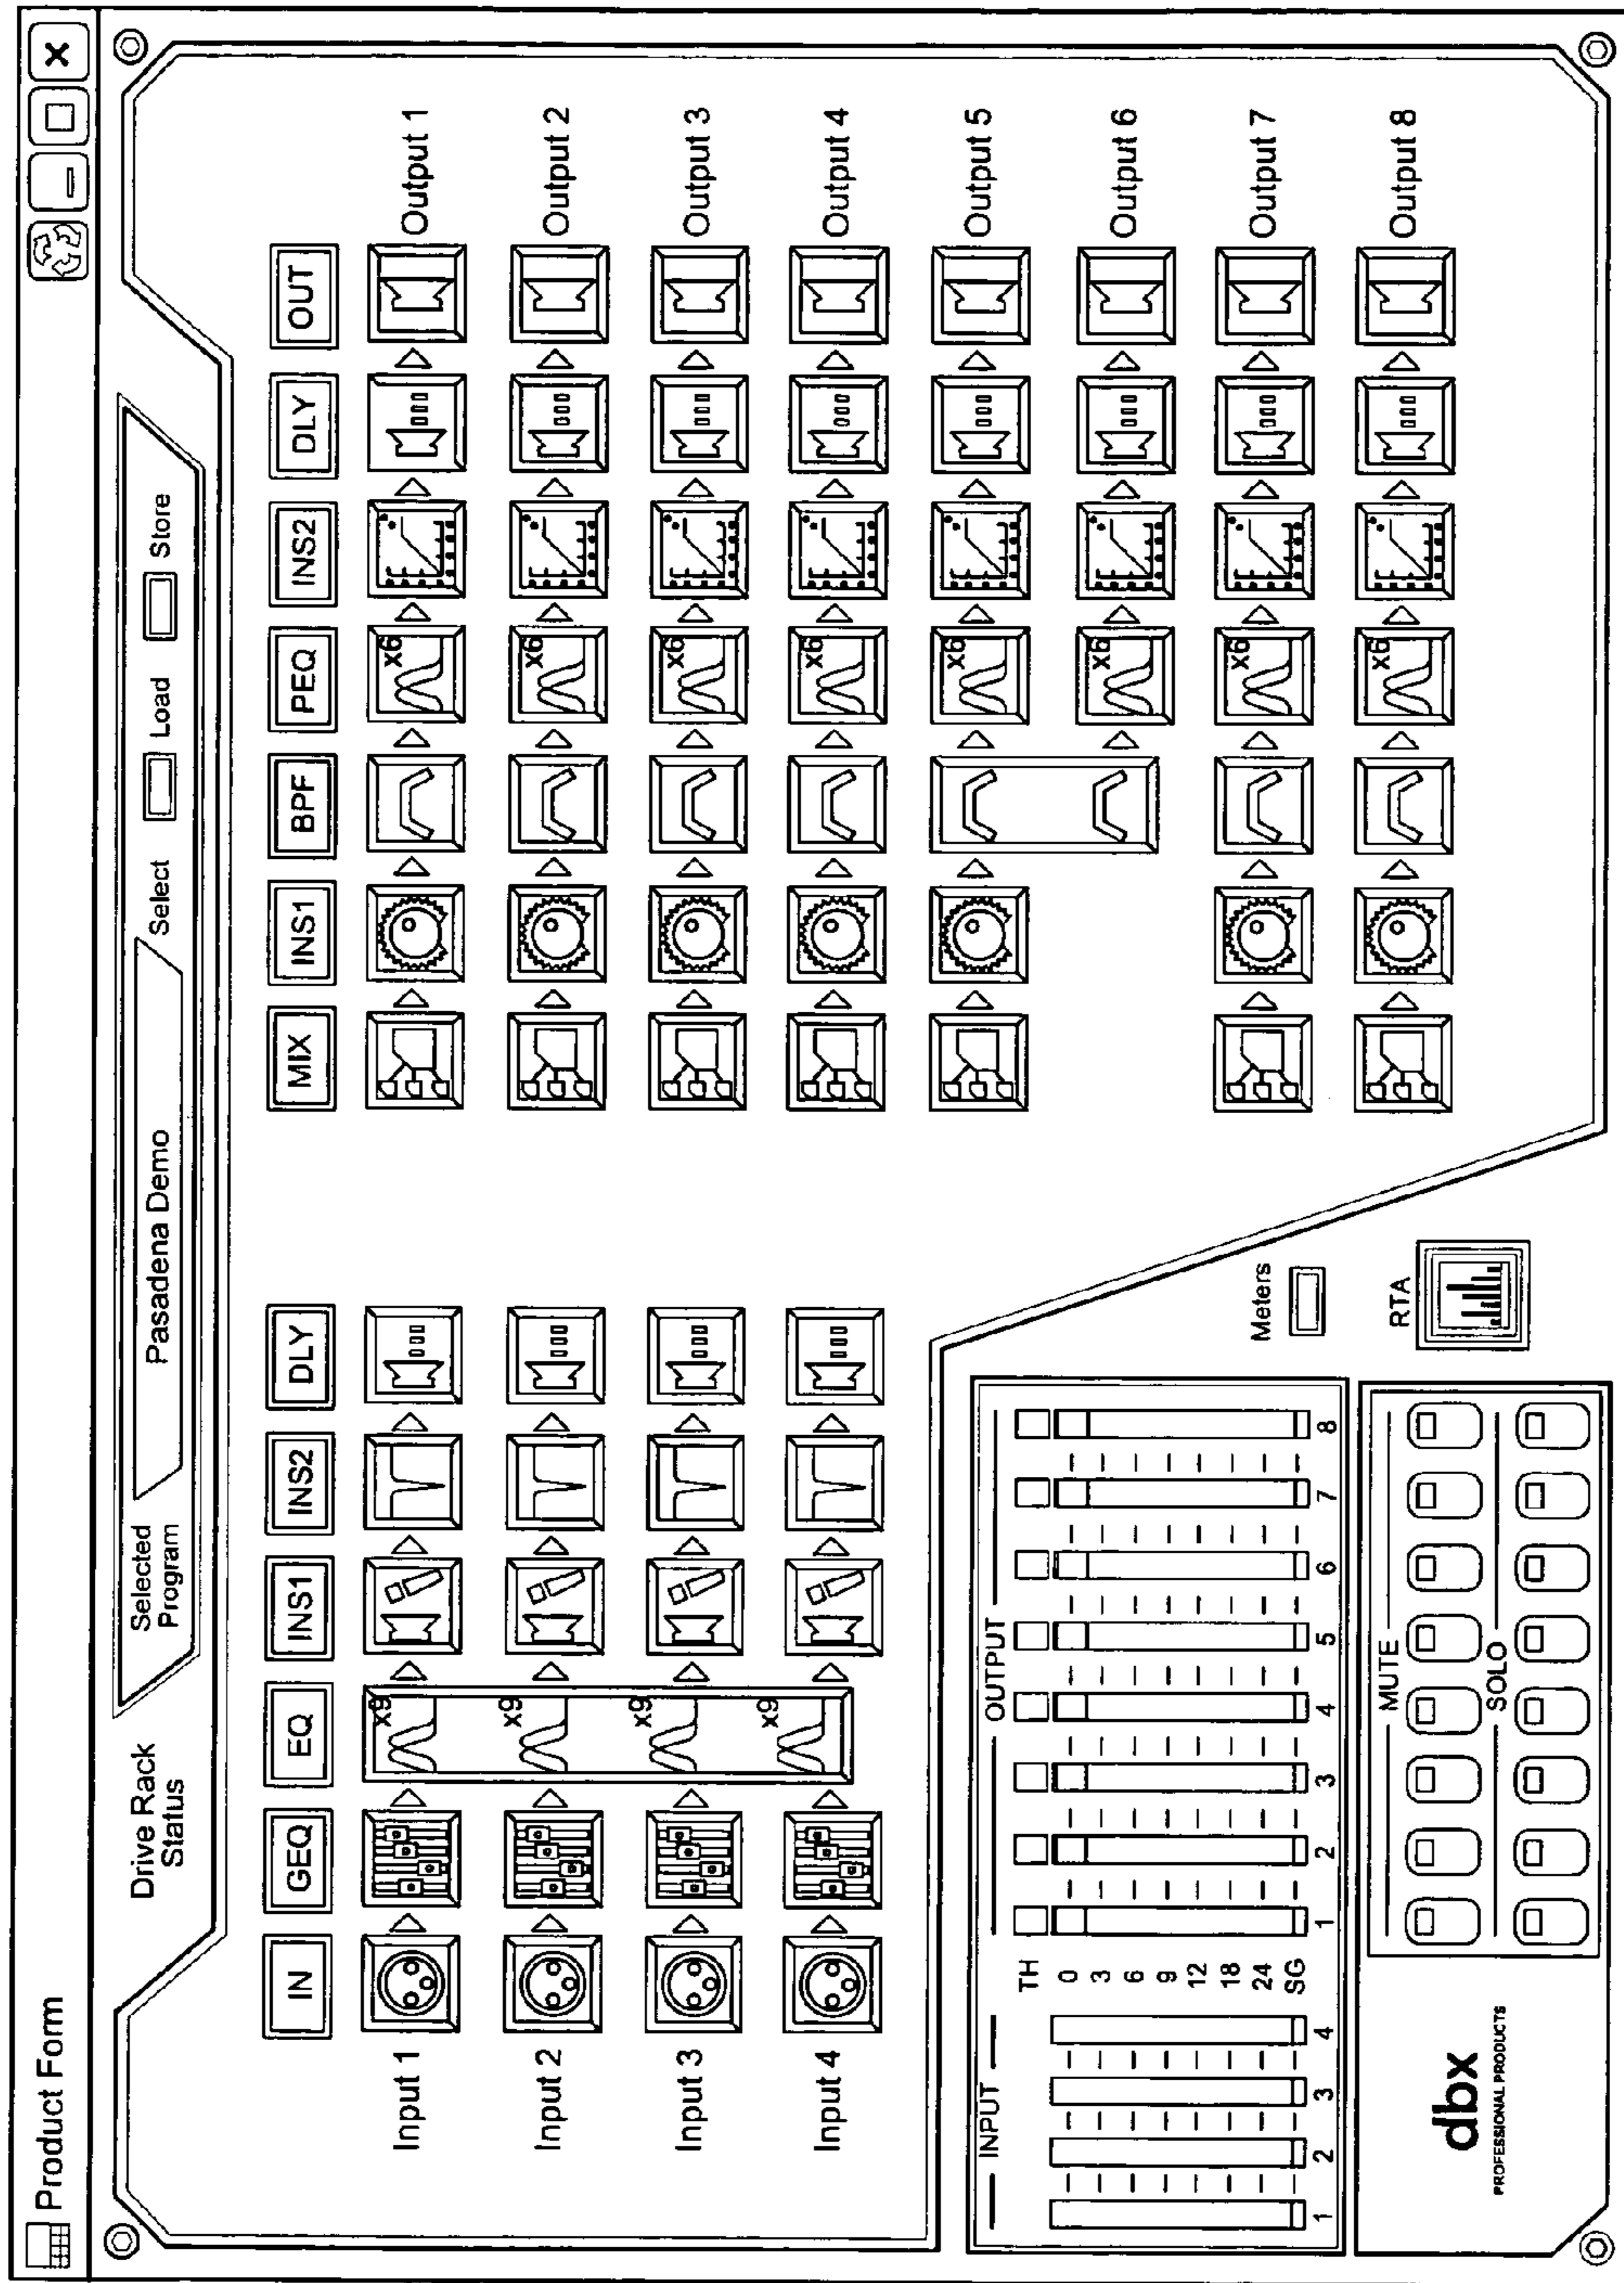 Product Form
Drive Rack
Status
Selected
Program
Pasadena Demo
Select
Load
Store
IN GEQ EQ INS1 INS2 DLY
MIX INS1 BPF PEQ INS2 DLY OUT
Input 1 x9
x6 Output 1
Input 2 x9
x6 Output 2
Input 3 x9
x6 Output 3
Input 4 x9
x6 Output 4
x6 Output 5
x6 Output 6
x6 Output 7
x6 Output 8
INPUT
OUTPUT
TH
0
3
6
9
12
18
24
SG
1 2 3 4
1 2 3 4 5 6 7 8
Meters
RTA
dbx
PROFESSIONAL PRODUCTS
MUTE
SOLO